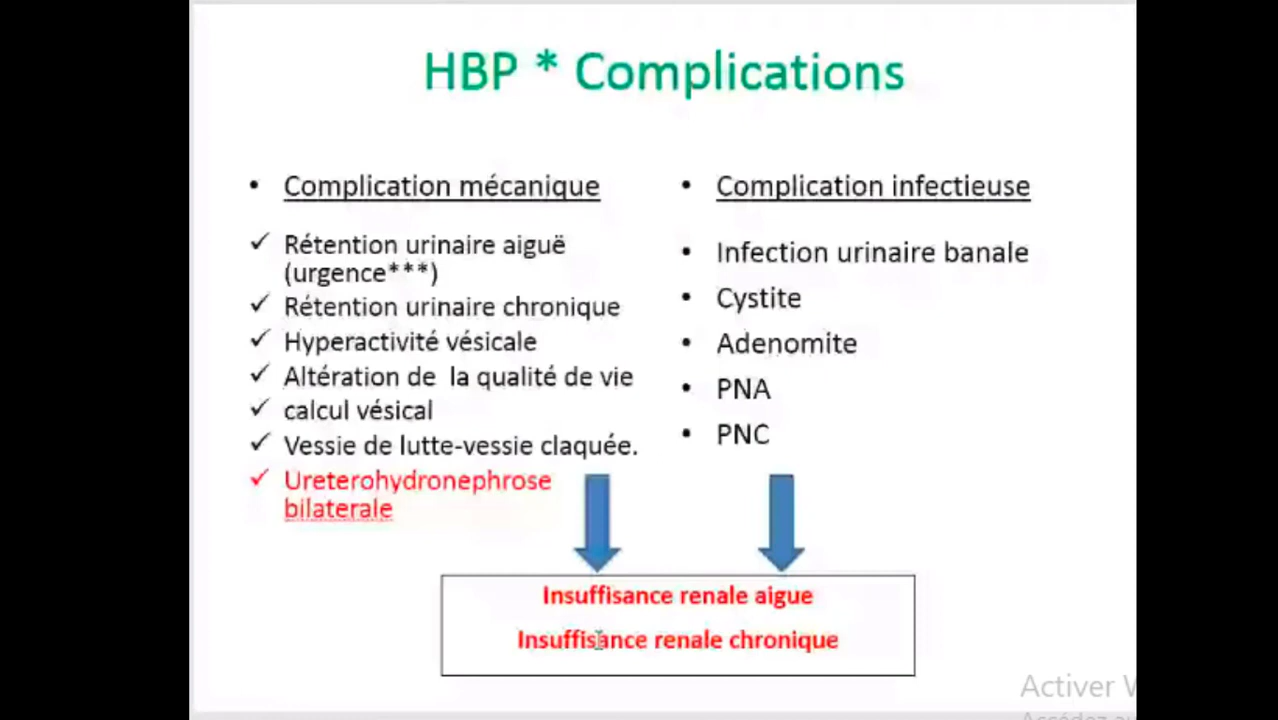 HBP * Complications
• Complication mécanique
✓ Rétention urinaire aiguë
(urgence***)
✓ Rétention urinaire chronique
✓ Hyperactivité vésicale
✓ Altération de la qualité de vie
✓ calcul vésical
✓ Vessie de lutte-vessie claquée.
✓ Ureterohydronephrose
bilaterale
• Complication infectieuse
• Infection urinaire banale
• Cystite
• Adenomite
• PNA
• PNC
Insuffisance renale aigue
Insuffisance renale chronique
Activer